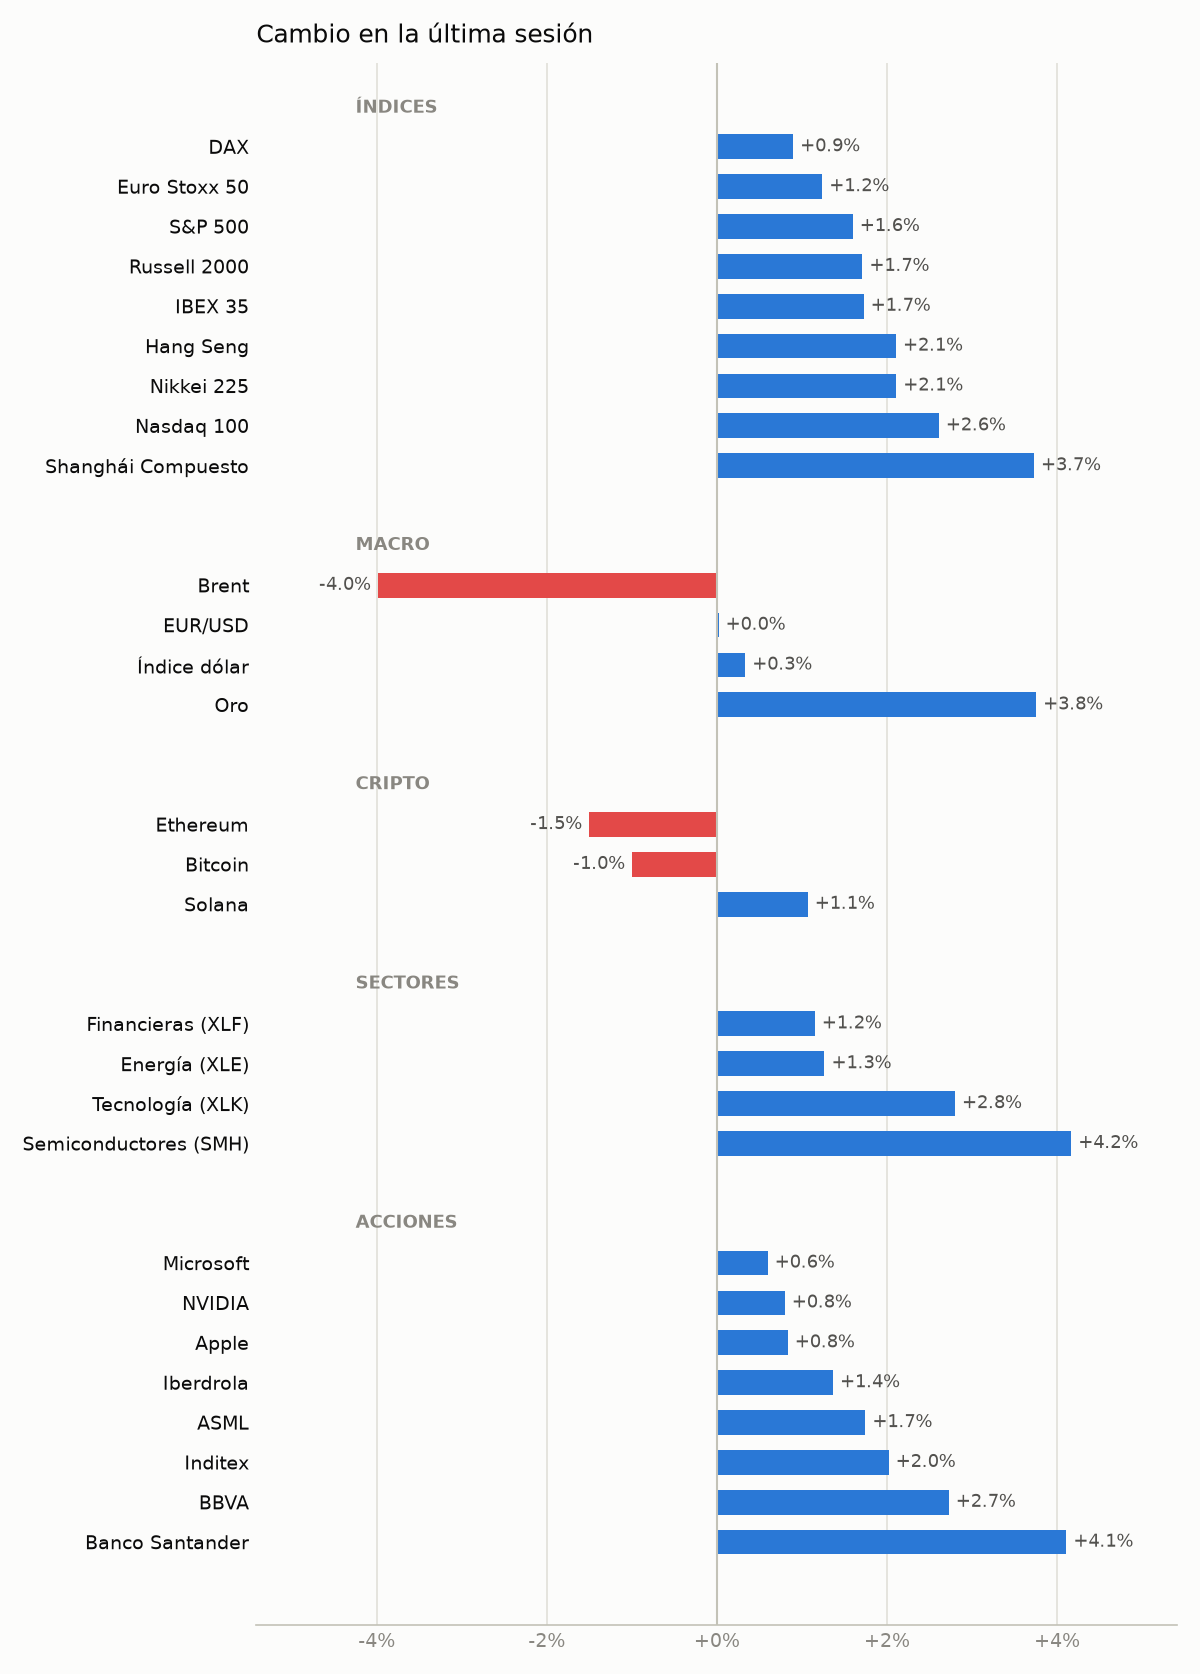 Cambio en la última sesión
ÍNDICES
DAX +0.9%
Euro Stoxx 50 +1.2%
S&P 500 +1.6%
Russell 2000 +1.7%
IBEX 35 +1.7%
Hang Seng +2.1%
Nikkei 225 +2.1%
Nasdaq 100 +2.6%
Shanghái Compuesto +3.7%
MACRO
Brent -4.0%
EUR/USD +0.0%
Índice dólar +0.3%
Oro +3.8%
CRIPTO
Ethereum -1.5%
Bitcoin -1.0%
Solana +1.1%
SECTORES
Financieras (XLF) +1.2%
Energía (XLE) +1.3%
Tecnología (XLK) +2.8%
Semiconductores (SMH) +4.2%
ACCIONES
Microsoft +0.6%
NVIDIA +0.8%
Apple +0.8%
Iberdrola +1.4%
ASML +1.7%
Inditex +2.0%
BBVA +2.7%
Banco Santander +4.1%
-4% -2% +0% +2% +4%